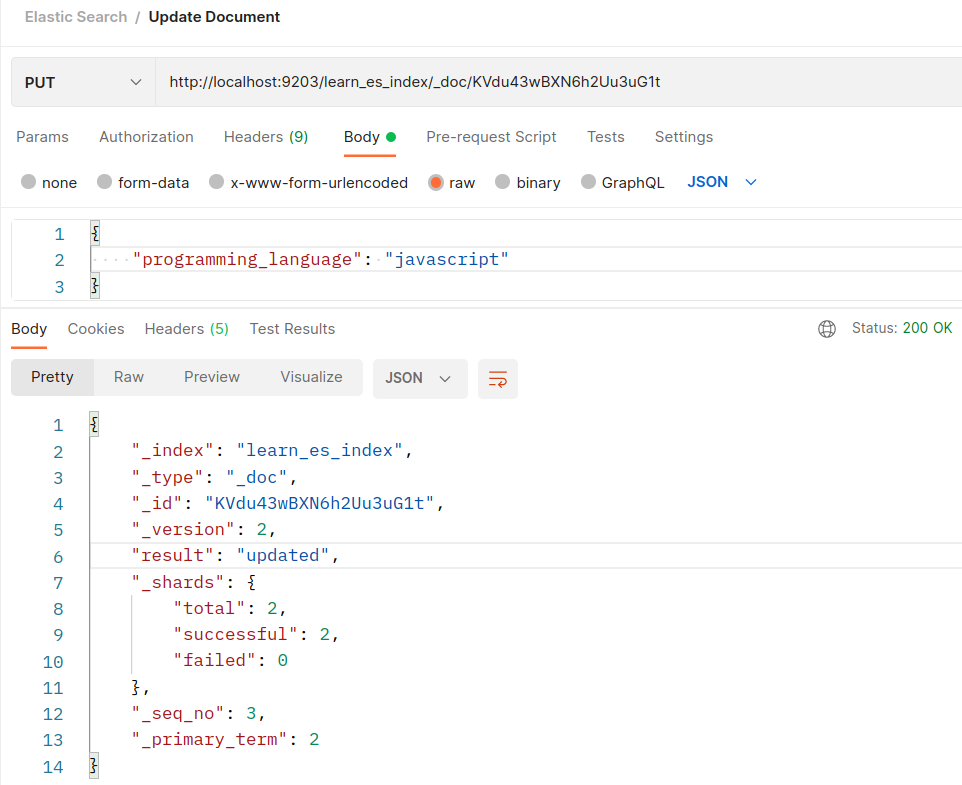 Elastic Search / Update Document
PUT http://localhost:9203/learn_es_index/_doc/KVdu43wBXN6h2Uu3uG1t
Params Authorization Headers (9) Body Pre-request Script Tests Settings
none form-data x-www-form-urlencoded raw binary GraphQL JSON
1 {
2 "programming_language": "javascript"
3 }
Body Cookies Headers (5) Test Results Status: 200 OK
Pretty Raw Preview Visualize JSON
1 {
2 "_index": "learn_es_index",
3 "_type": "_doc",
4 "_id": "KVdu43wBXN6h2Uu3uG1t",
5 "_version": 2,
6 "result": "updated",
7 "_shards": {
8 "total": 2,
9 "successful": 2,
10 "failed": 0
11 },
12 "_seq_no": 3,
13 "_primary_term": 2
14 }